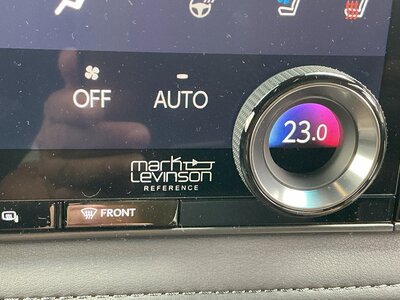 OFF AUTO
23.0
mark
Levinson
REFERENCE
FRONT